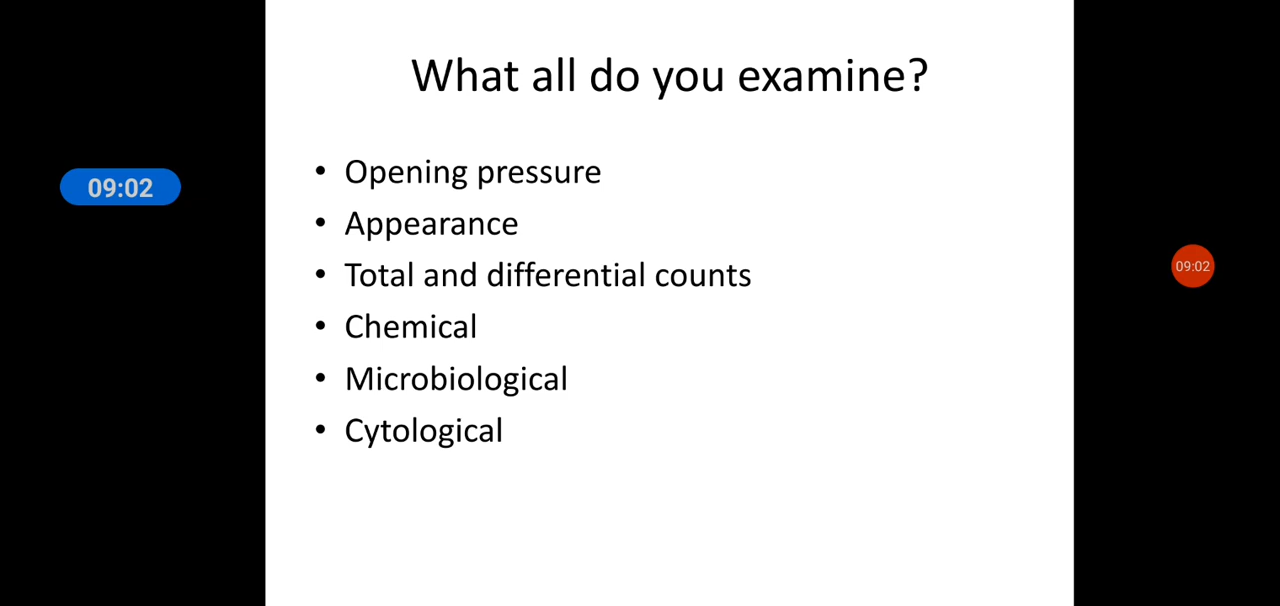 What all do you examine?
• Opening pressure
09:02
• Appearance
• Total and differential counts
09:02
• Chemical
• Microbiological
• Cytological